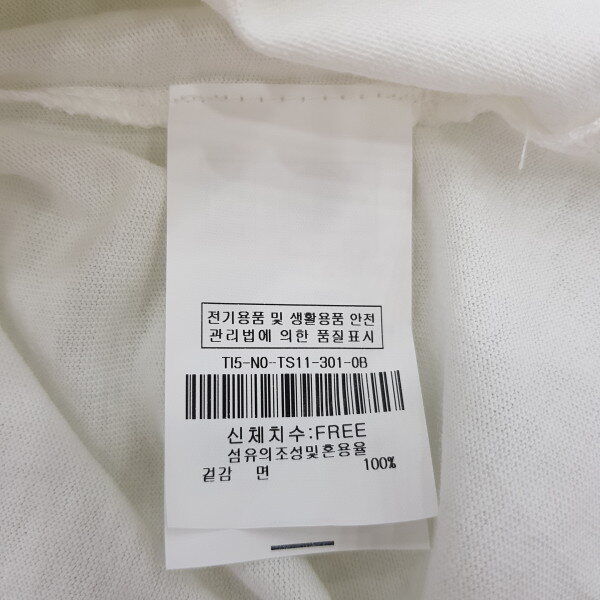 전기용품 및 생활용품 안전
관리법에 의한 품질표시
TI5-NO-TS11-301-0B
신체치수:FREE
섬유의조성및혼용율
겉감 면 100%